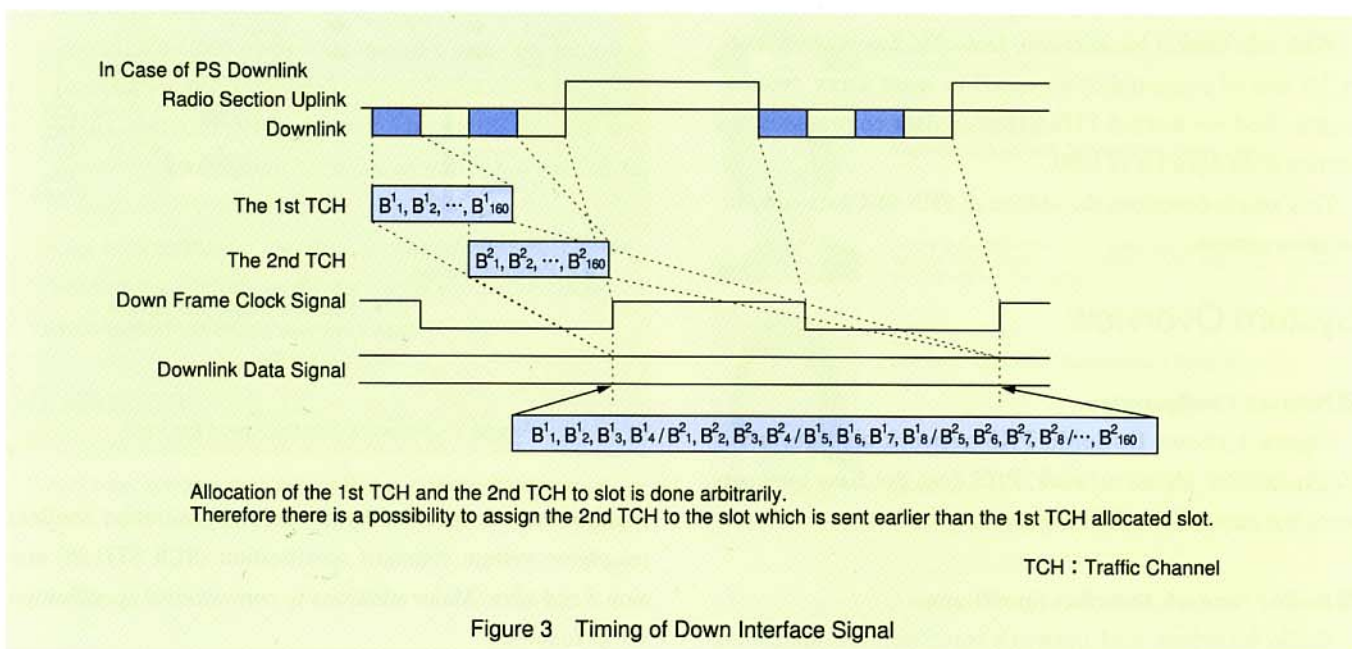 In Case of PS Downlink
Radio Section Uplink
Downlink
The 1st TCH
B¹₁, B¹₂, ···, B¹₁₆₀
The 2nd TCH
B²₁, B²₂, ···, B²₁₆₀
Down Frame Clock Signal
Downlink Data Signal
B¹₁, B¹₂, B¹₃, B¹₄ / B²₁, B²₂, B²₃, B²₄ / B¹₅, B¹₆, B¹₇, B¹₈ / B²₅, B²₆, B²₇, B²₈ / ···, B²₁₆₀
Allocation of the 1st TCH and the 2nd TCH to slot is done arbitrarily.
Therefore there is a possibility to assign the 2nd TCH to the slot which is sent earlier than the 1st TCH allocated slot.
TCH : Traffic Channel
Figure 3 Timing of Down Interface Signal